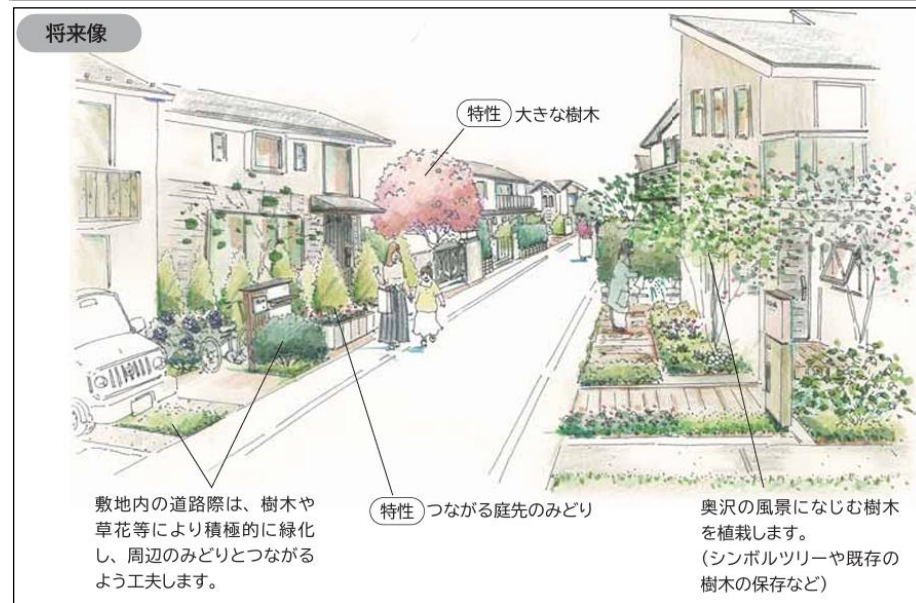 将来像
特性 大きな樹木
敷地内の道路際は、樹木や
草花等により積極的に緑化
し、周辺のみどりとつながる
よう工夫します。
特性 つながる庭先のみどり
奥沢の風景になじむ樹木
を植栽します。
(シンボルツリーや既存の
樹木の保存など)